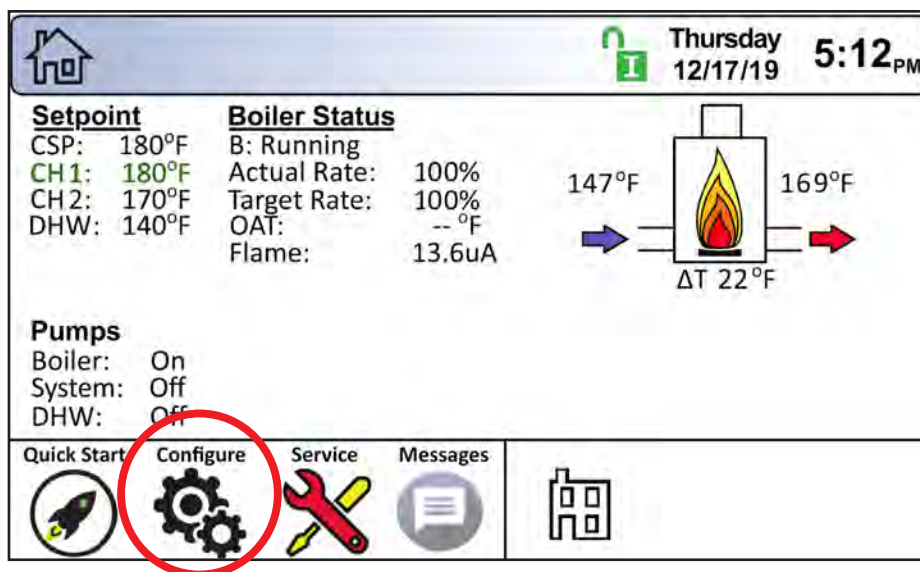 Thursday
12/17/19
5:12 PM
Setpoint
CSP: 180°F
CH1: 180°F
CH2: 170°F
DHW: 140°F
Boiler Status
B: Running
Actual Rate: 100%
Target Rate: 100%
OAT: -- °F
Flame: 13.6uA
147°F
169°F
ΔT 22°F
Pumps
Boiler: On
System: Off
DHW: Off
Quick Start
Configure
Service
Messages